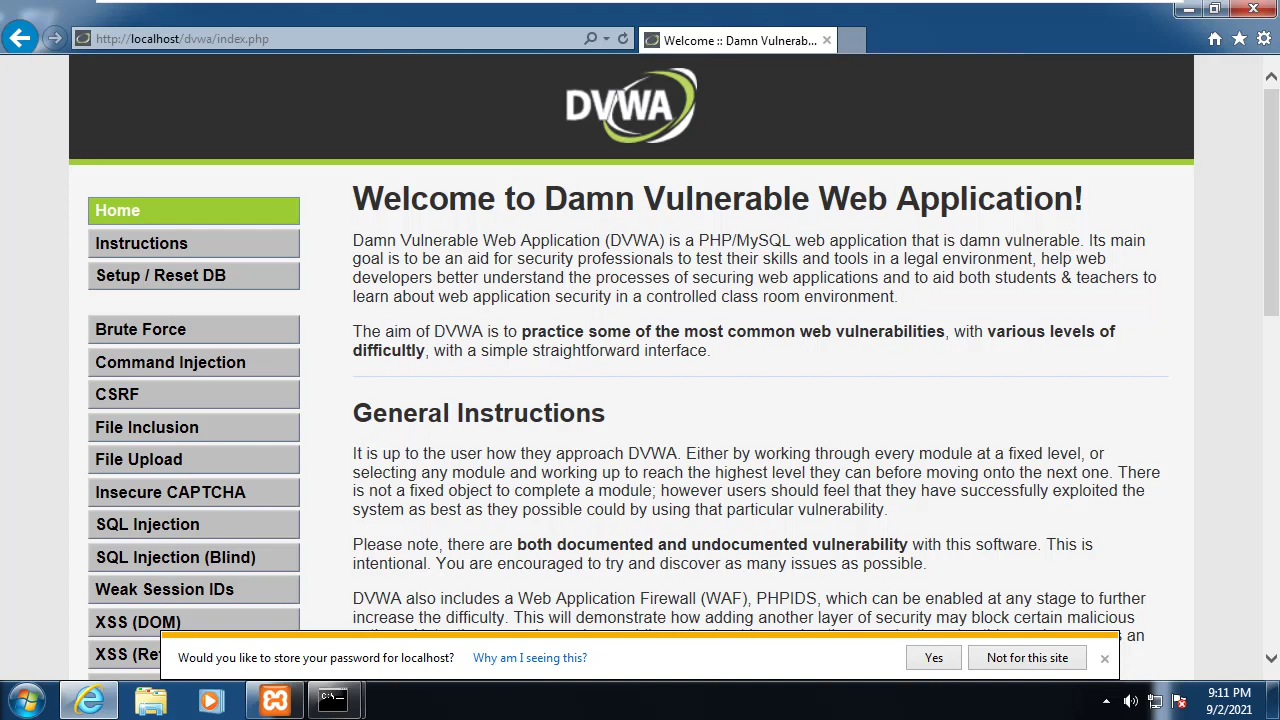 http://localhost/dvwa/index.php
Welcome :: Damn Vulnerab...
DVWA
Home
Instructions
Setup / Reset DB
Brute Force
Command Injection
CSRF
File Inclusion
File Upload
Insecure CAPTCHA
SQL Injection
SQL Injection (Blind)
Weak Session IDs
XSS (DOM)
XSS (Re
Welcome to Damn Vulnerable Web Application!
Damn Vulnerable Web Application (DVWA) is a PHP/MySQL web application that is damn vulnerable. Its main
goal is to be an aid for security professionals to test their skills and tools in a legal environment, help web
developers better understand the processes of securing web applications and to aid both students & teachers to
learn about web application security in a controlled class room environment.
The aim of DVWA is to practice some of the most common web vulnerabilities, with various levels of
difficultly, with a simple straightforward interface.
General Instructions
It is up to the user how they approach DVWA. Either by working through every module at a fixed level, or
selecting any module and working up to reach the highest level they can before moving onto the next one. There
is not a fixed object to complete a module; however users should feel that they have successfully exploited the
system as best as they possible could by using that particular vulnerability.
Please note, there are both documented and undocumented vulnerability with this software. This is
intentional. You are encouraged to try and discover as many issues as possible.
DVWA also includes a Web Application Firewall (WAF), PHPIDS, which can be enabled at any stage to further
increase the difficulty. This will demonstrate how adding another layer of security may block certain malicious
s an
Would you like to store your password for localhost? Why am I seeing this? Yes Not for this site
C:\_
9:11 PM
9/2/2021